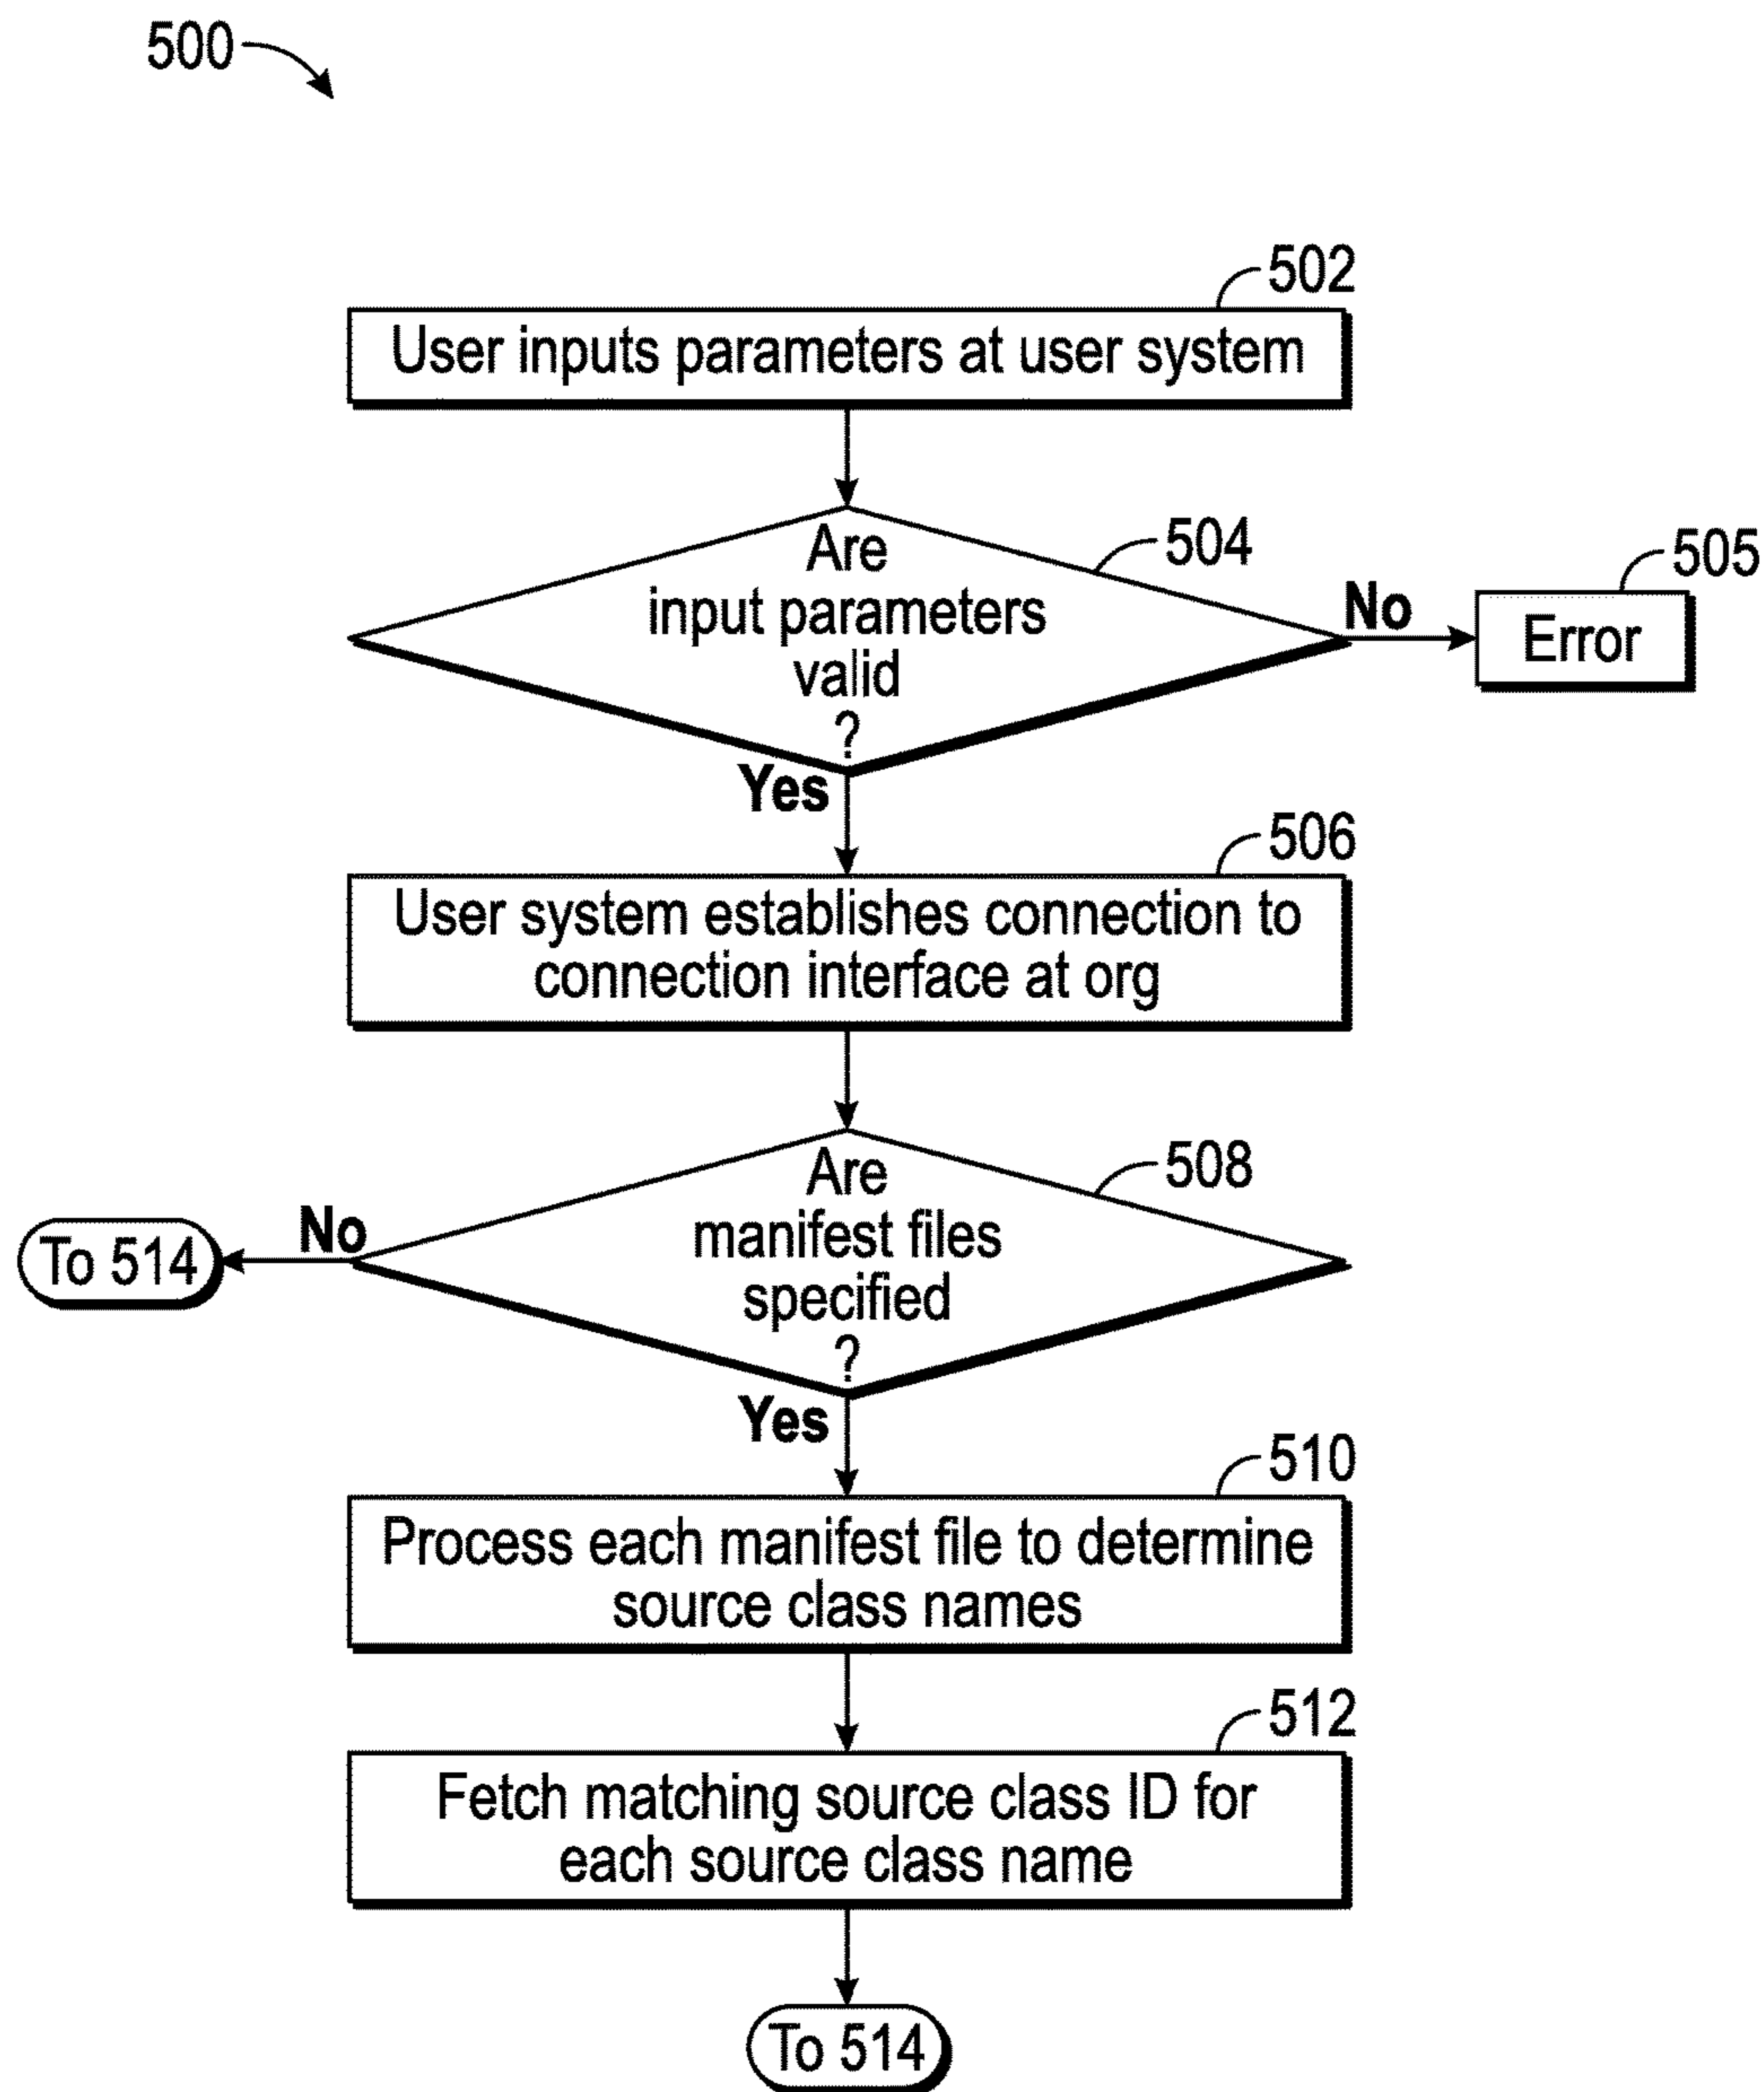 500
502
User inputs parameters at user system
504
Are
input parameters
valid
?
No
505
Error
Yes
506
User system establishes connection to
connection interface at org
508
Are
manifest files
specified
?
No
To 514
Yes
510
Process each manifest file to determine
source class names
512
Fetch matching source class ID for
each source class name
To 514